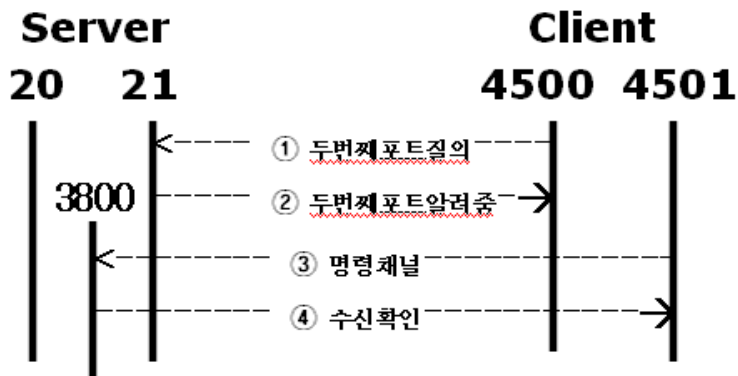 Server Client
20 21 4500 4501
① 두번째포트질의
3800 ② 두번째포트알려줌
③ 명령채널
④ 수신확인